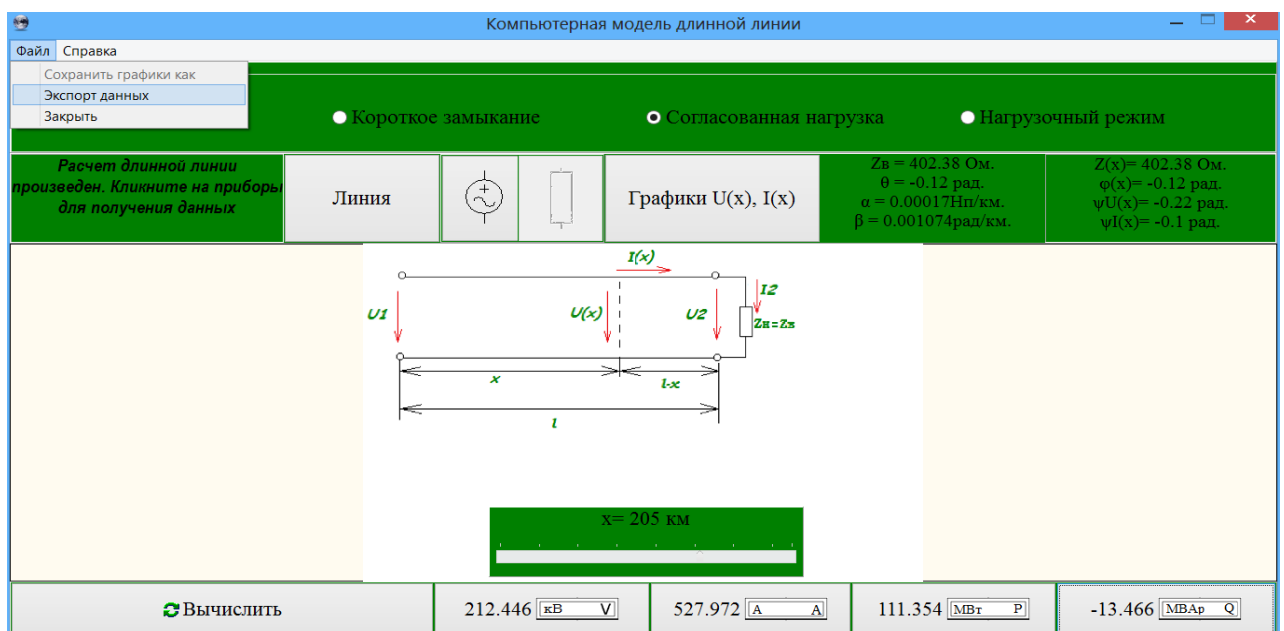 Компьютерная модель длинной линии
Файл Справка
Сохранить графики как
Экспорт данных
Закрыть
Короткое замыкание
Согласованная нагрузка
Нагрузочный режим
Расчет длинной линии
произведен. Кликните на приборы
для получения данных
Линия
Графики U(x), I(x)
Zв = 402.38 Ом.
θ = -0.12 рад.
α = 0.00017Нп/км.
β = 0.001074рад/км.
Z(x)= 402.38 Ом.
φ(x)= -0.12 рад.
ψU(x)= -0.22 рад.
ψI(x)= -0.1 рад.
I(x)
I2
U1
U(x)
U2
Zн=Zв
x
l-x
l
x= 205 км
Вычислить
212.446 кВ V
527.972 A A
111.354 МВт P
-13.466 МВАр Q